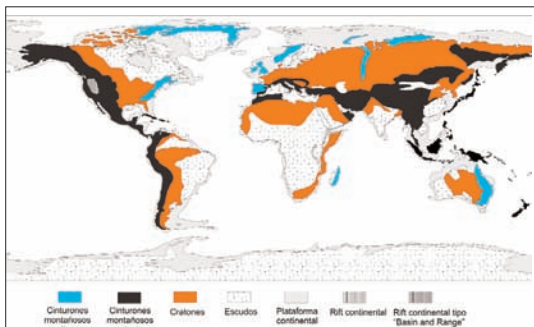 Cinturones
montañosos
Cinturones
montañosos
Cratones
Escudos
Plataforma
continental
Rift continental
Rift continental tipo
"Basin and Range"